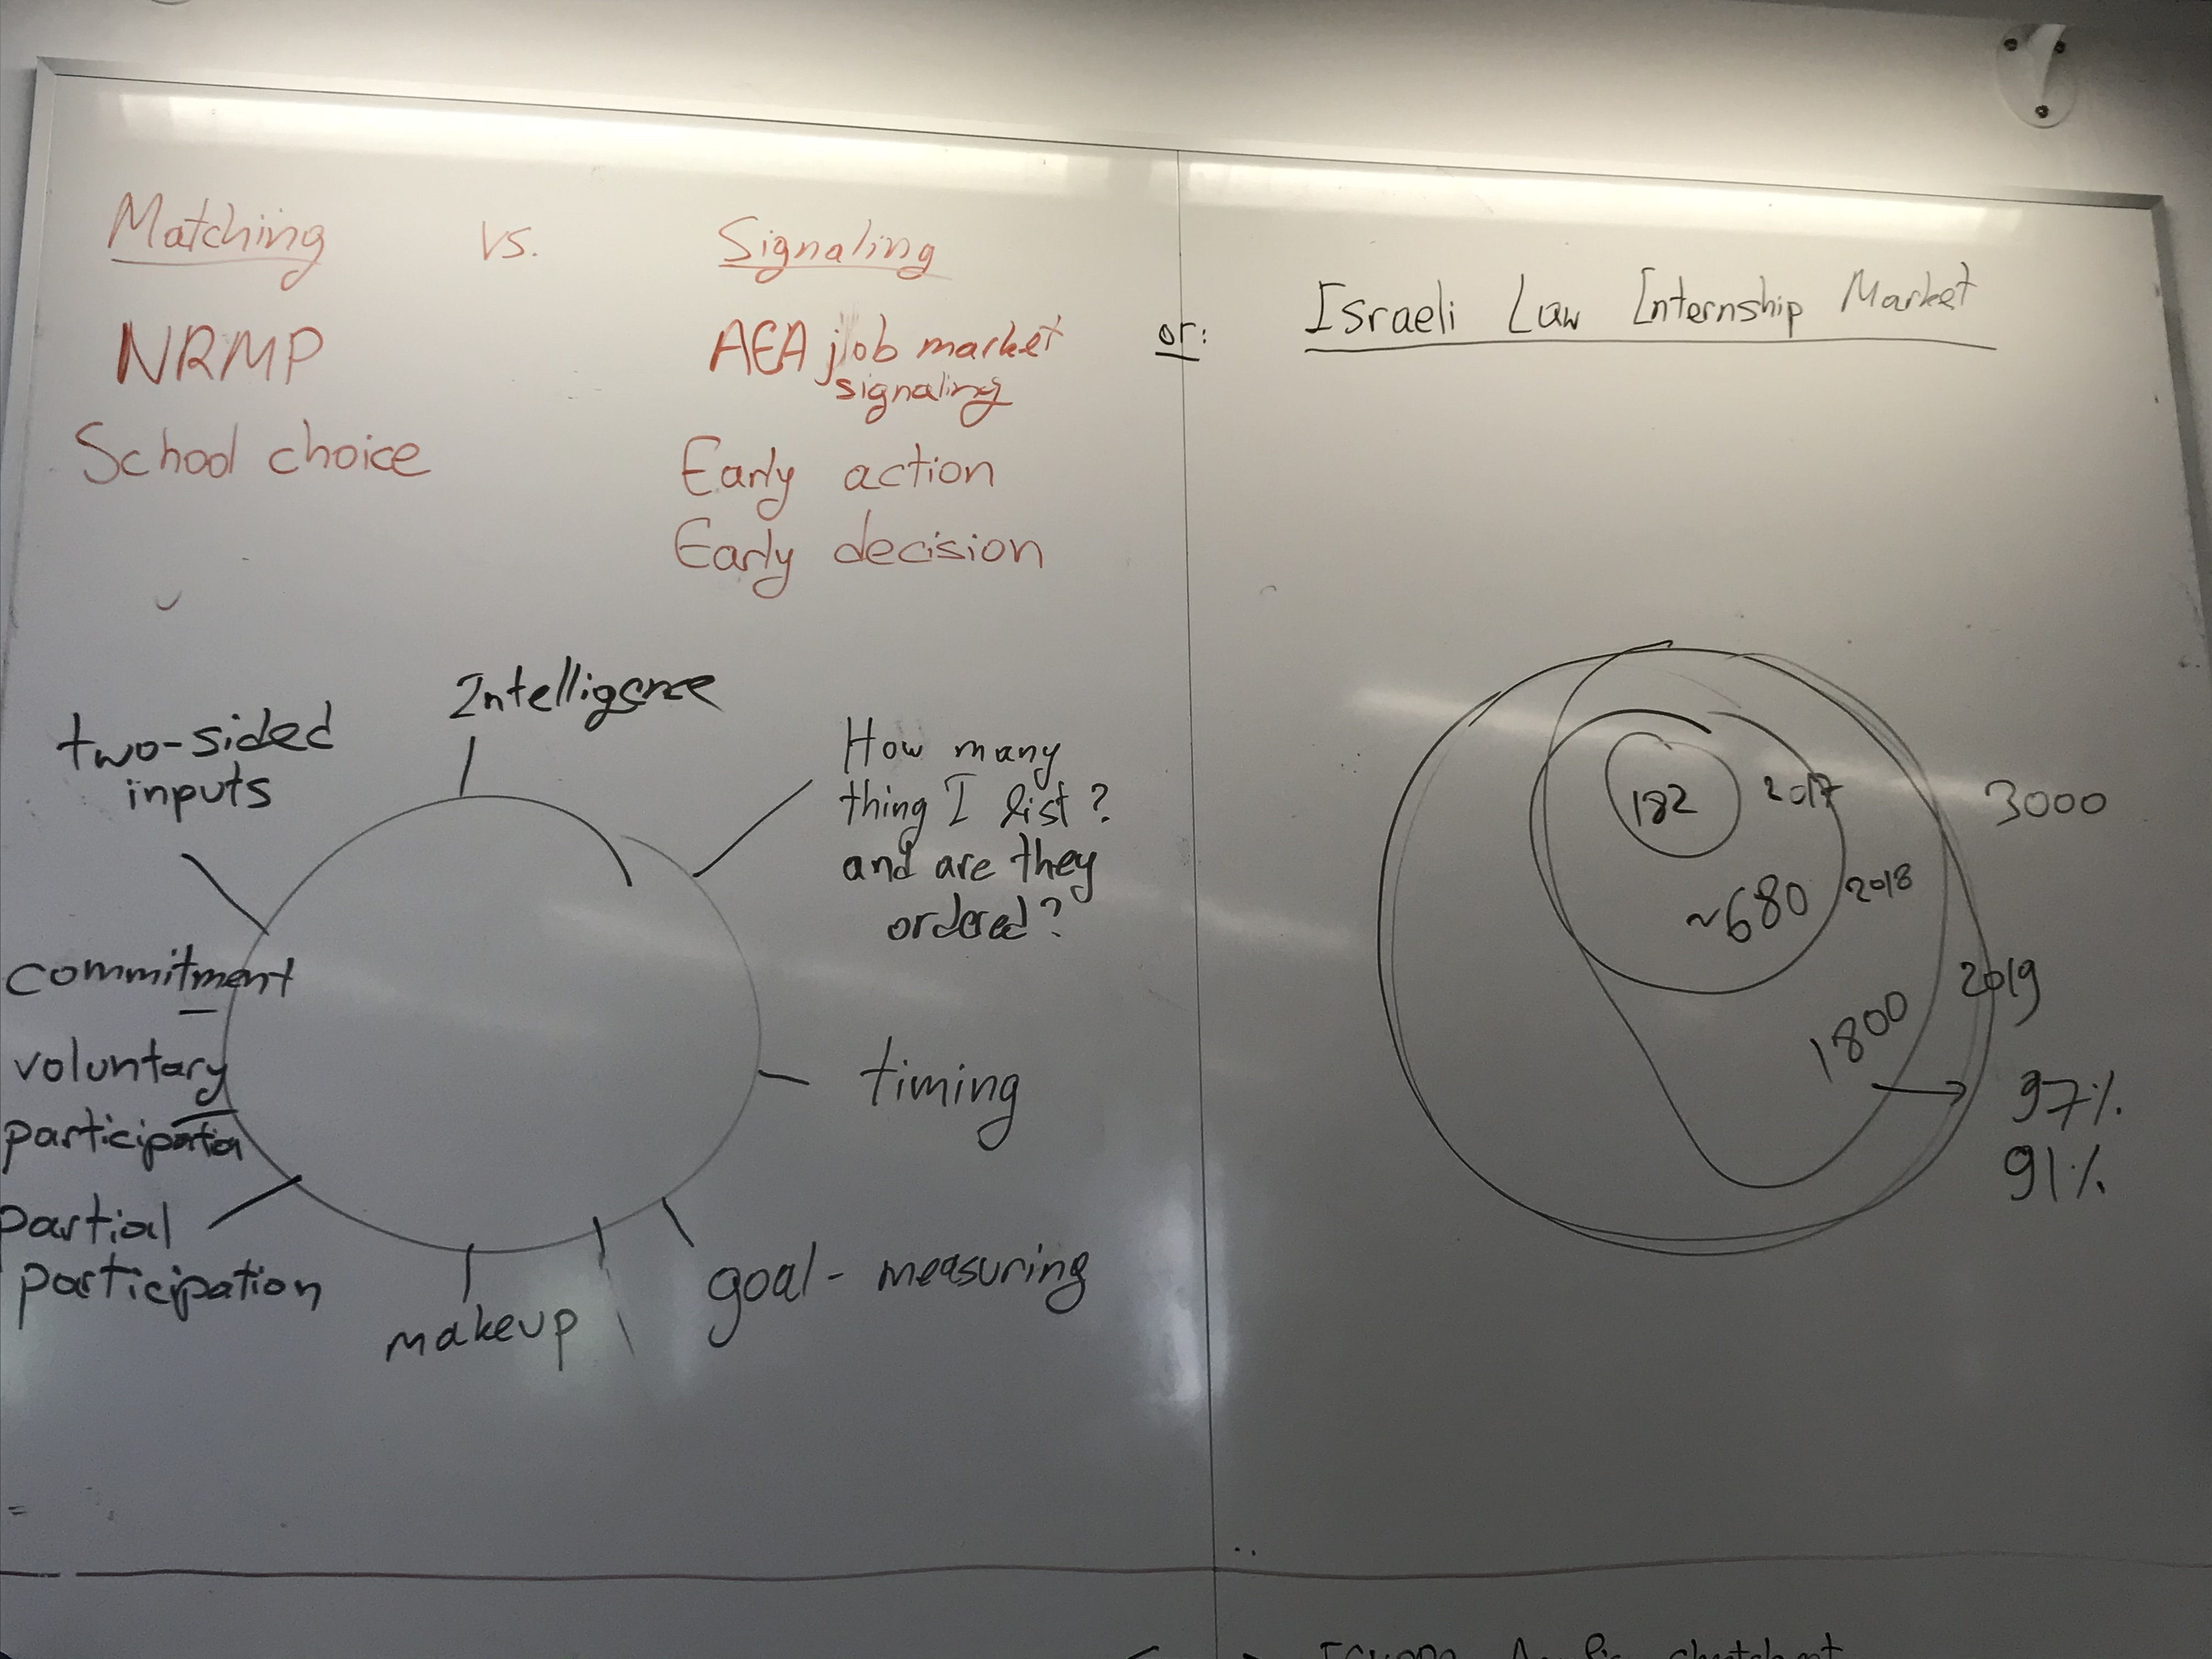 Matching vs. Signaling
NRMP
School choice
AEA job market
signaling
Early action
Early decision
or:
Israeli Law Internship Market
Intelligence
two-sided
inputs
How many
thing I list?
and are they
ordered?
commitment
voluntary
participation
partial
participation
timing
makeup
goal-measuring
182
2017
~680
2018
1800
2019
3000
97%
91%